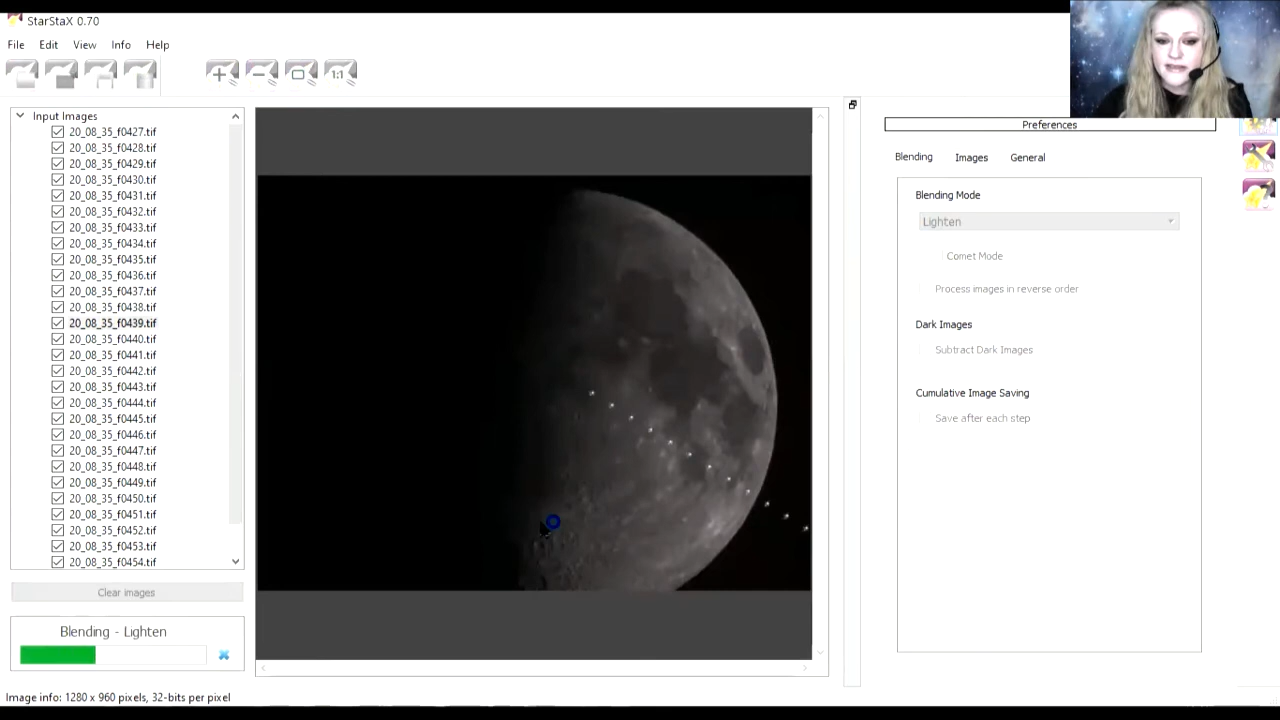 StarStaX 0.70
File Edit View Info Help
1:1
Input Images
20_08_35_f0427.tif
20_08_35_f0428.tif
20_08_35_f0429.tif
20_08_35_f0430.tif
20_08_35_f0431.tif
20_08_35_f0432.tif
20_08_35_f0433.tif
20_08_35_f0434.tif
20_08_35_f0435.tif
20_08_35_f0436.tif
20_08_35_f0437.tif
20_08_35_f0438.tif
20_08_35_f0439.tif
20_08_35_f0440.tif
20_08_35_f0441.tif
20_08_35_f0442.tif
20_08_35_f0443.tif
20_08_35_f0444.tif
20_08_35_f0445.tif
20_08_35_f0446.tif
20_08_35_f0447.tif
20_08_35_f0448.tif
20_08_35_f0449.tif
20_08_35_f0450.tif
20_08_35_f0451.tif
20_08_35_f0452.tif
20_08_35_f0453.tif
20_08_35_f0454.tif
Clear images
Blending - Lighten
Image info: 1280 x 960 pixels, 32-bits per pixel
Preferences
Blending Images General
Blending Mode
Lighten
Comet Mode
Process images in reverse order
Dark Images
Subtract Dark Images
Cumulative Image Saving
Save after each step